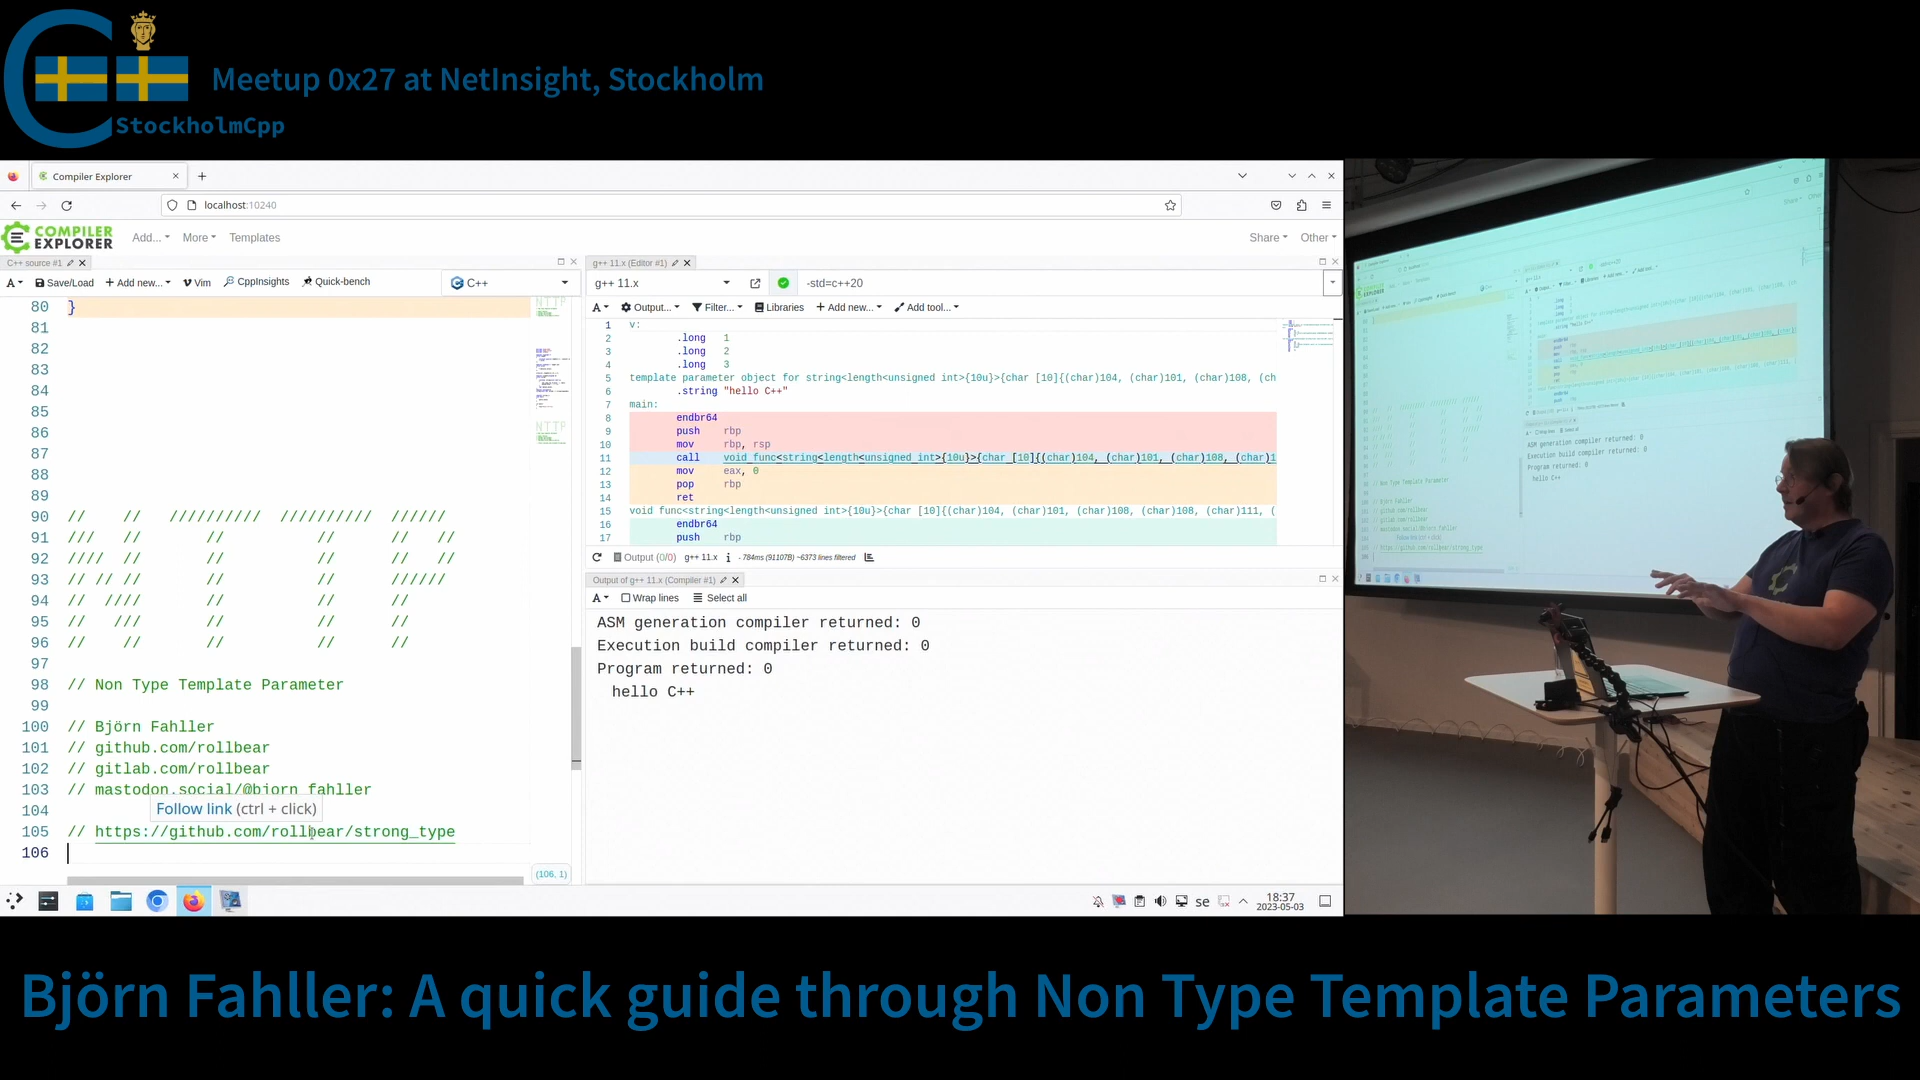 Meetup 0x27 at NetInsight, Stockholm
StockholmCpp
Compiler Explorer
localhost:10240
COMPILER EXPLORER
Add... More Templates
Share Other
C++ source #1
A Save/Load + Add new... Vim CppInsights Quick-bench C++
80 }
81
82
83
84
85
86
87
88
89
90 // // ////////// ////////// //////
91 /// // // // // //
92 //// // // // // //
93 // // // // // //////
94 // //// // // //
95 // /// // // //
96 // // // // //
97
98 // Non Type Template Parameter
99
100 // Björn Fahller
101 // github.com/rollbear
102 // gitlab.com/rollbear
103 // mastodon.social/@bjorn_fahller
104
Follow link (ctrl + click)
105 // https://github.com/rollbear/strong_type
106
(106, 1)
g++ 11.x (Editor #1)
g++ 11.x -std=c++20
A Output... Filter... Libraries + Add new... Add tool...
1 v:
2 .long 1
3 .long 2
4 .long 3
5 template parameter object for string<length<unsigned int>{10u}>{char [10]{(char)104, (char)101, (char)108, (ch
6 .string "hello C++"
7 main:
8 endbr64
9 push rbp
10 mov rbp, rsp
11 call void func<string<length<unsigned int>{10u}>{char [10]{(char)104, (char)101, (char)108, (char)1
12 mov eax, 0
13 pop rbp
14 ret
15 void func<string<length<unsigned int>{10u}>{char [10]{(char)104, (char)101, (char)108, (char)108, (char)111, (
16 endbr64
17 push rbp
Output (0/0) g++ 11.x i - 784ms (91107B) ~6373 lines filtered
Output of g++ 11.x (Compiler #1)
A Wrap lines Select all
ASM generation compiler returned: 0
Execution build compiler returned: 0
Program returned: 0
hello C++
se
18:37
2023-05-03
Björn Fahller: A quick guide through Non Type Template Parameters